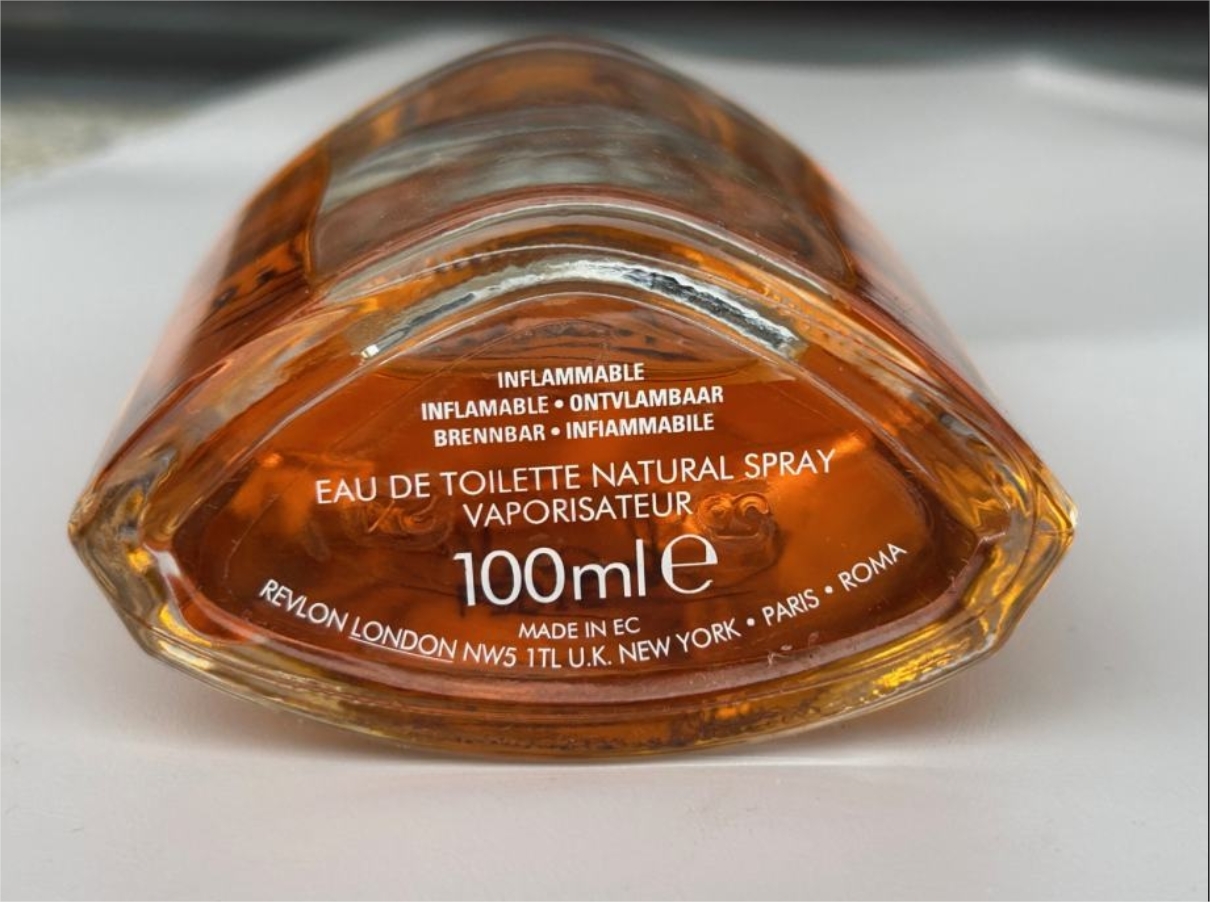 INFLAMMABLE
INFLAMABLE • ONTVLAMBAAR
BRENNBAR • INFIAMMABILE
EAU DE TOILETTE NATURAL SPRAY
VAPORISATEUR
100ml e
MADE IN EC
REVLON LONDON NW5 1TL U.K. NEW YORK • PARIS • ROMA